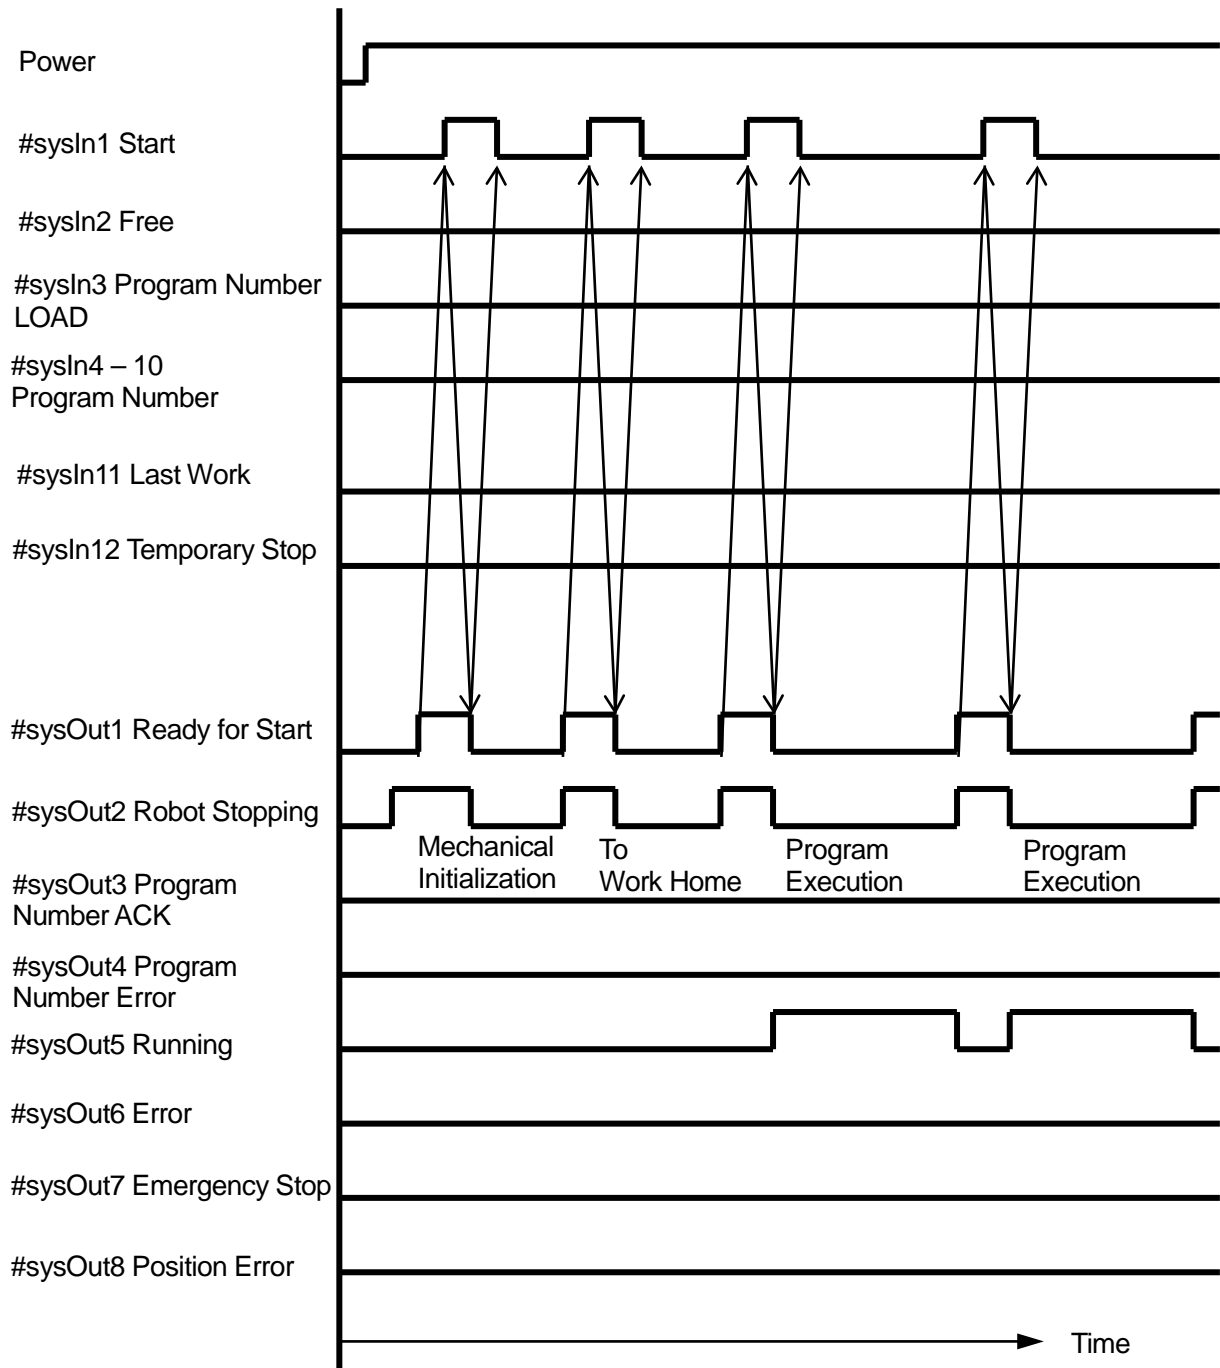 Power
#sysIn1 Start
#sysIn2 Free
#sysIn3 Program Number
LOAD
#sysIn4 – 10
Program Number
#sysIn11 Last Work
#sysIn12 Temporary Stop
#sysOut1 Ready for Start
#sysOut2 Robot Stopping
Mechanical
Initialization
To
Work Home
Program
Execution
Program
Execution
#sysOut3 Program
Number ACK
#sysOut4 Program
Number Error
#sysOut5 Running
#sysOut6 Error
#sysOut7 Emergency Stop
#sysOut8 Position Error
Time